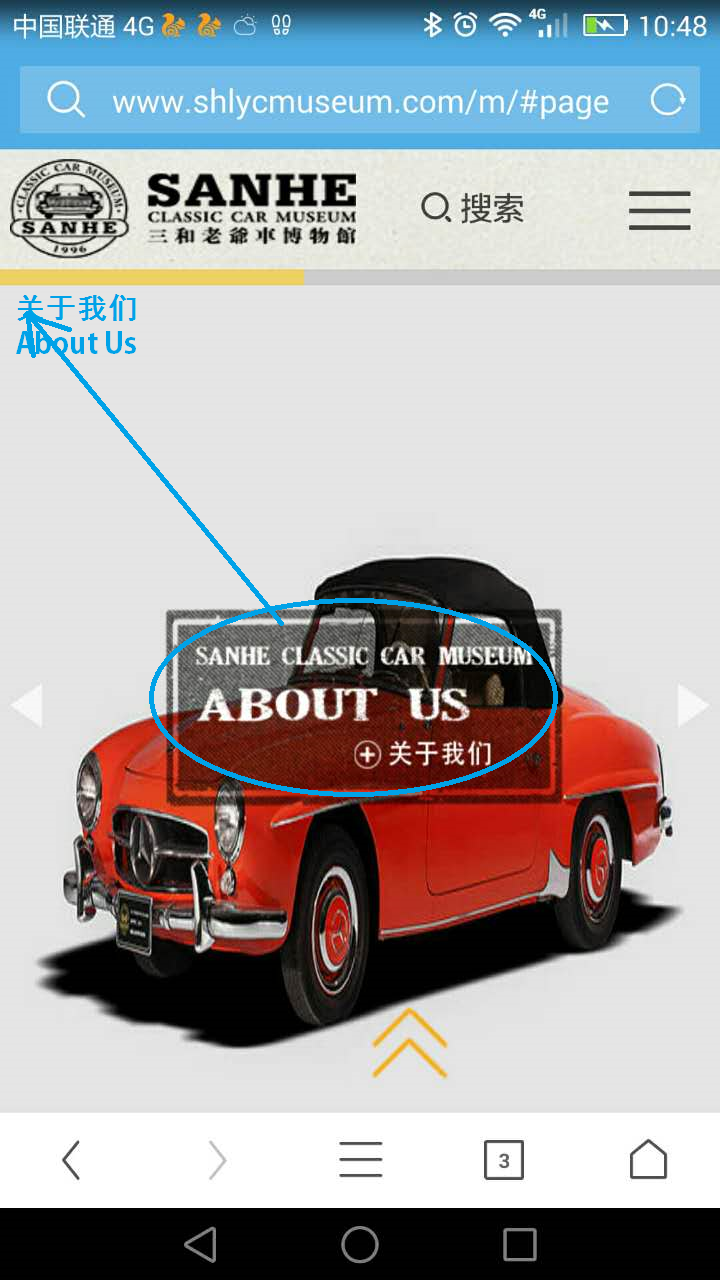 中国联通 4G 4G 10:48
www.shlycmuseum.com/m/#page
CLASSIC CAR MUSEUM
SANHE
1996
SANHE
CLASSIC CAR MUSEUM
三和老爺車博物館
搜索
关于我们
About Us
SANHE CLASSIC CAR MUSEUM
ABOUT US
关于我们
3